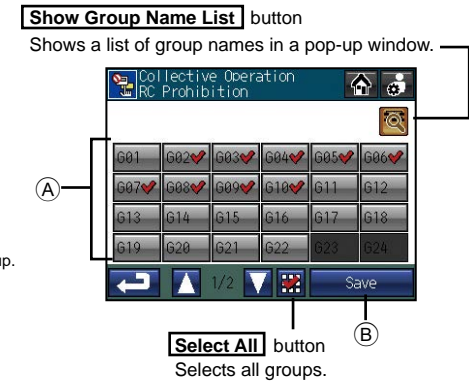 Show Group Name List button
Shows a list of group names in a pop-up window.
Collective Operation
RC Prohibition
G01 G02 G03 G04 G05 G06
A
G07 G08 G09 G10 G11 G12
G13 G14 G15 G16 G17 G18
up.
G19 G20 G21 G22 G23 G24
1/2 Save
Select All button
B
Selects all groups.